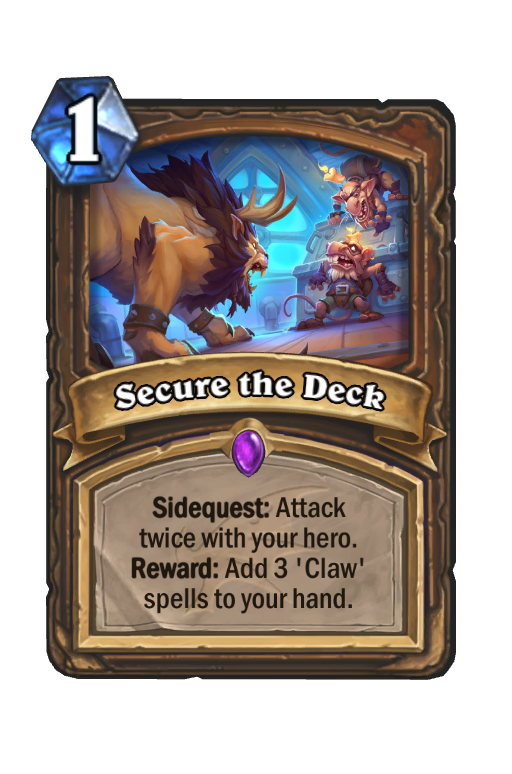 1
Secure the Deck
Sidequest: Attack
twice with your hero.
Reward: Add 3 'Claw'
spells to your hand.